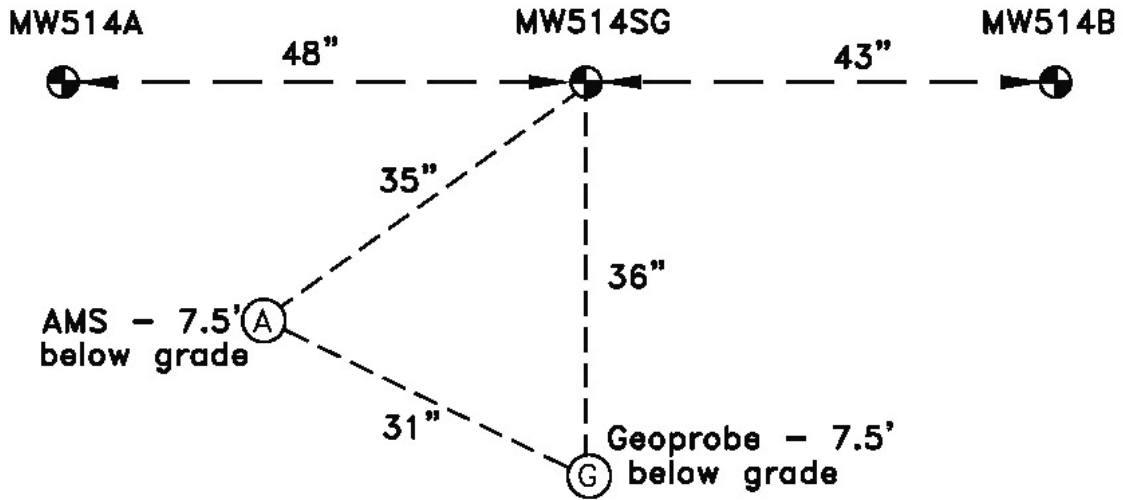 MW514A
MW514SG
MW514B
48”
43”
35”
36”
AMS – 7.5'
below grade
A
31”
Geoprobe – 7.5'
below grade
G